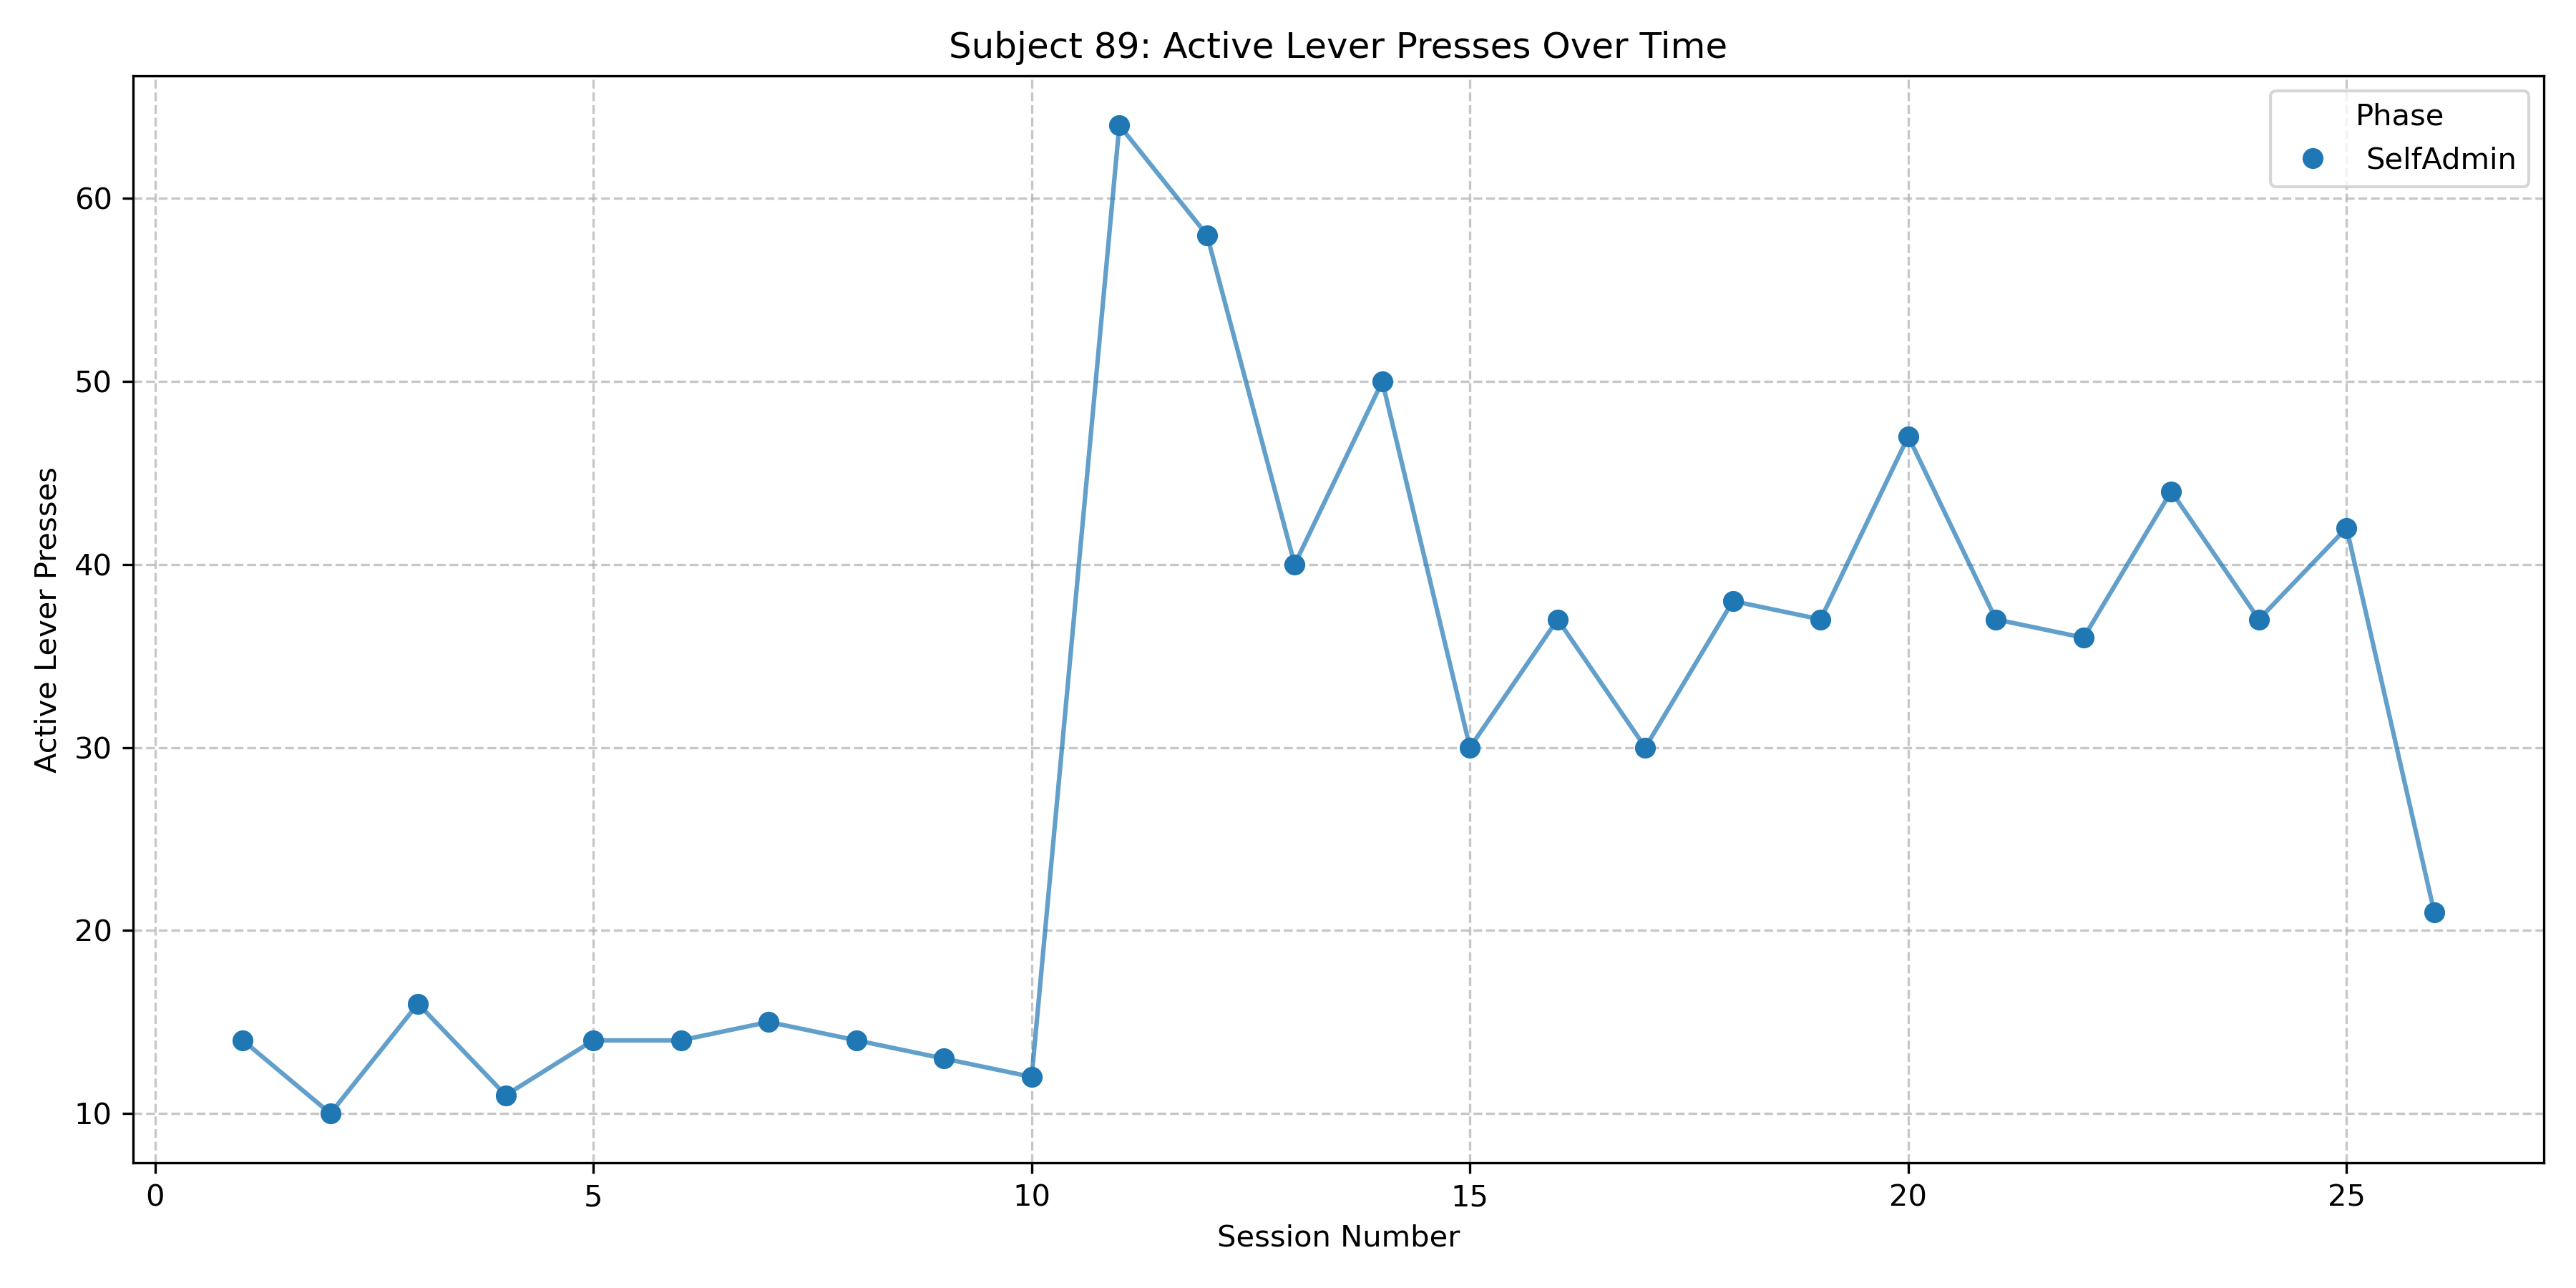 Subject 89: Active Lever Presses Over Time
Phase
SelfAdmin
Active Lever Presses
60
50
40
30
20
10
0 5 10 15 20 25
Session Number